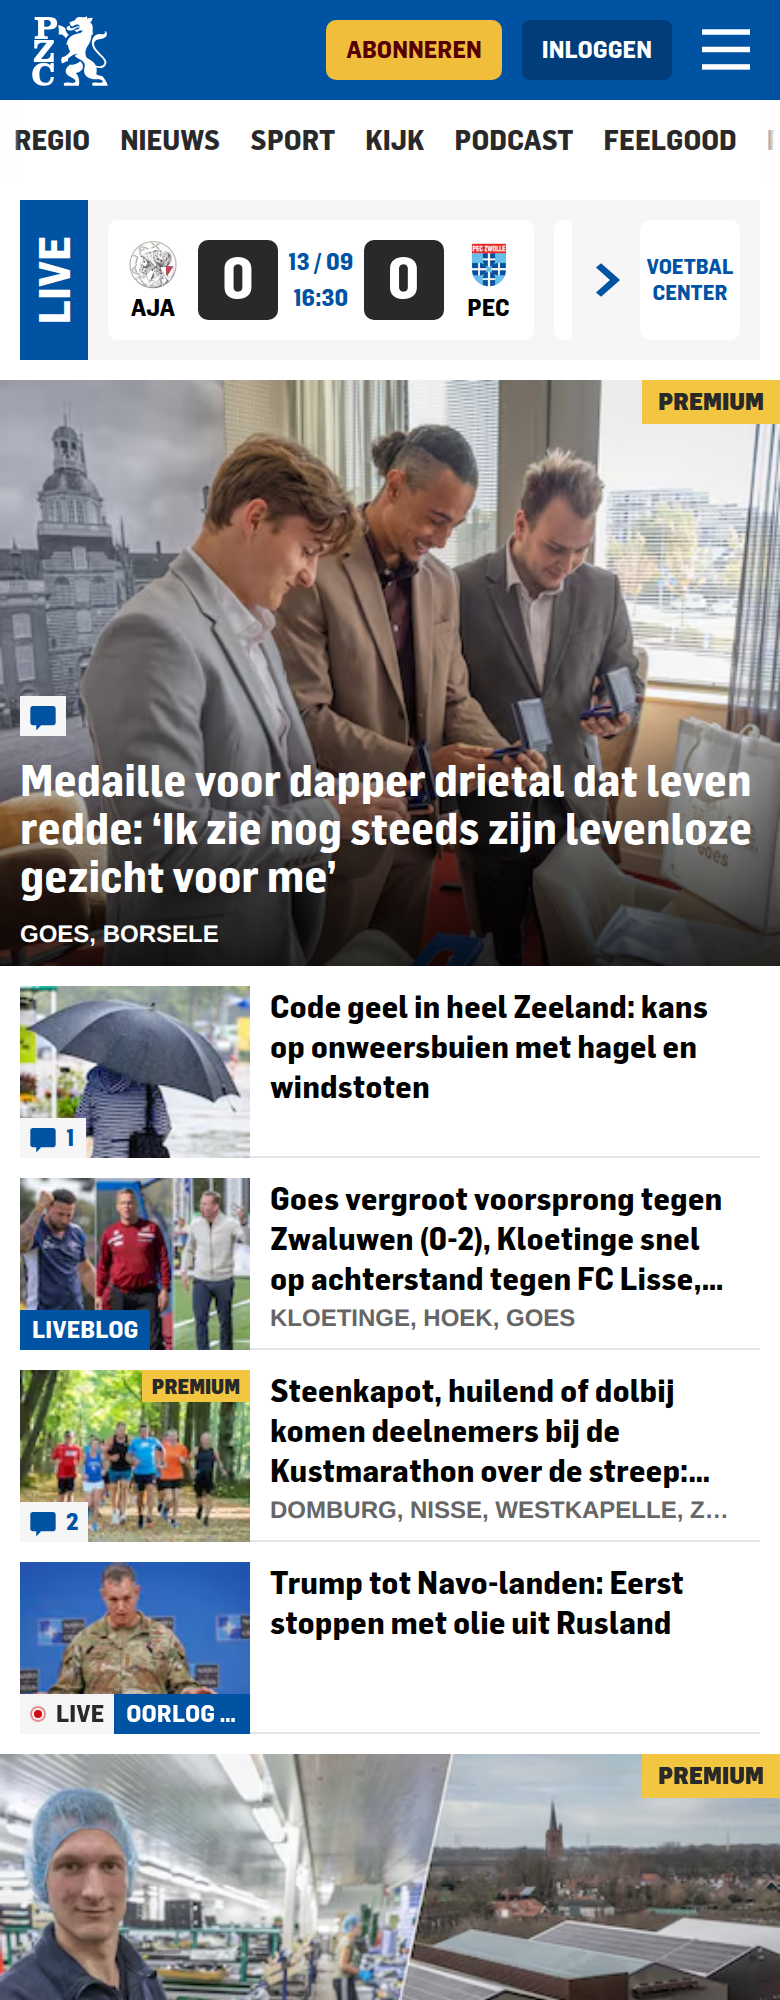 PZC
ABONNEREN
INLOGGEN
REGIO NIEUWS SPORT KIJK PODCAST FEELGOOD
LIVE
AJA
0
13 / 09
16:30
0
PEC ZWOLLE
PEC
VOETBAL
CENTER
PREMIUM
goes
Medaille voor dapper drietal dat leven
redde: ‘Ik zie nog steeds zijn levenloze
gezicht voor me’
GOES, BORSELE
Code geel in heel Zeeland: kans
op onweersbuien met hagel en
windstoten
1
Goes vergroot voorsprong tegen
Zwaluwen (0-2), Kloetinge snel
op achterstand tegen FC Lisse,...
KLOETINGE, HOEK, GOES
LIVEBLOG
PREMIUM
Steenkapot, huilend of dolbij
komen deelnemers bij de
Kustmarathon over de streep:...
DOMBURG, NISSE, WESTKAPELLE, Z...
2
Trump tot Navo-landen: Eerst
stoppen met olie uit Rusland
LIVE
OORLOG ...
PREMIUM